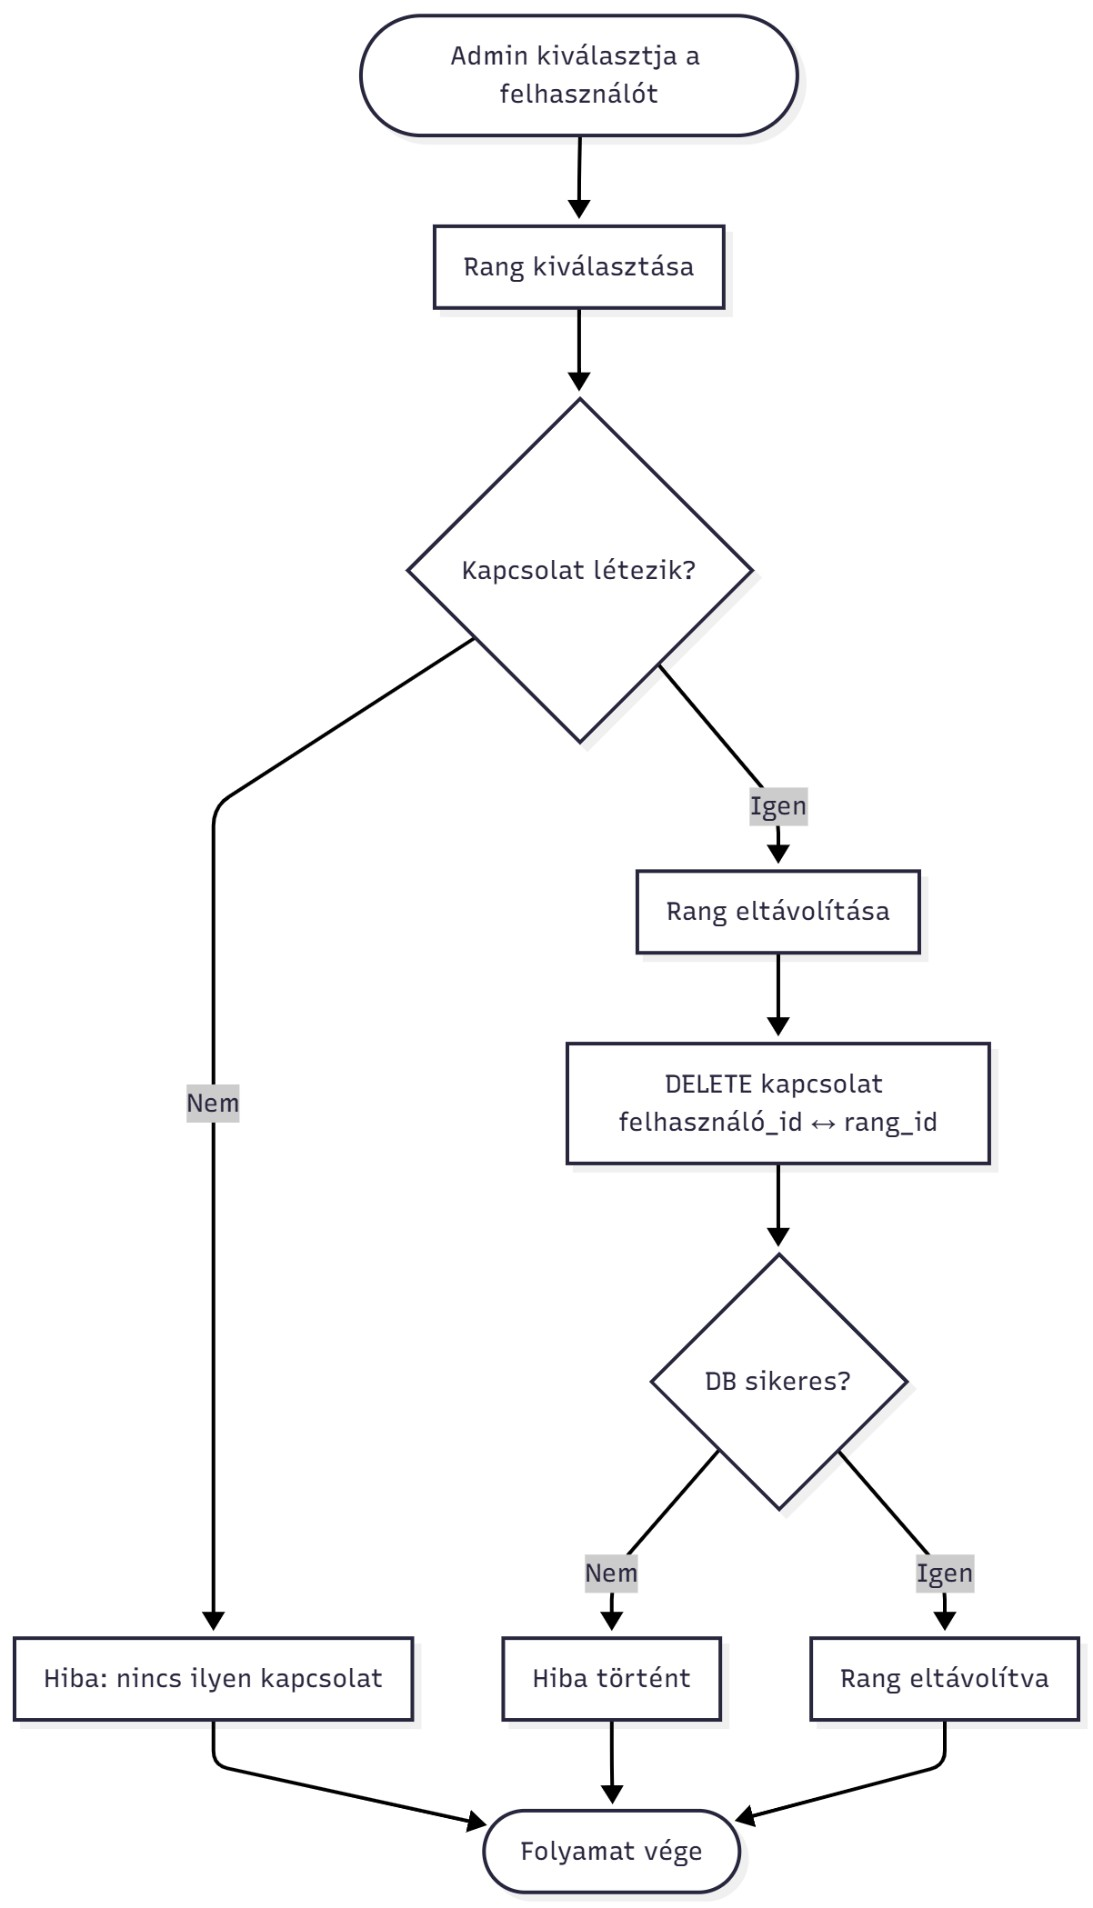 Admin kiválasztja a
felhasználót
Rang kiválasztása
Kapcsolat létezik?
Igen
Rang eltávolítása
DELETE kapcsolat
felhasználó_id ↔ rang_id
Nem
DB sikeres?
Nem
Igen
Hiba: nincs ilyen kapcsolat
Hiba történt
Rang eltávolítva
Folyamat vége